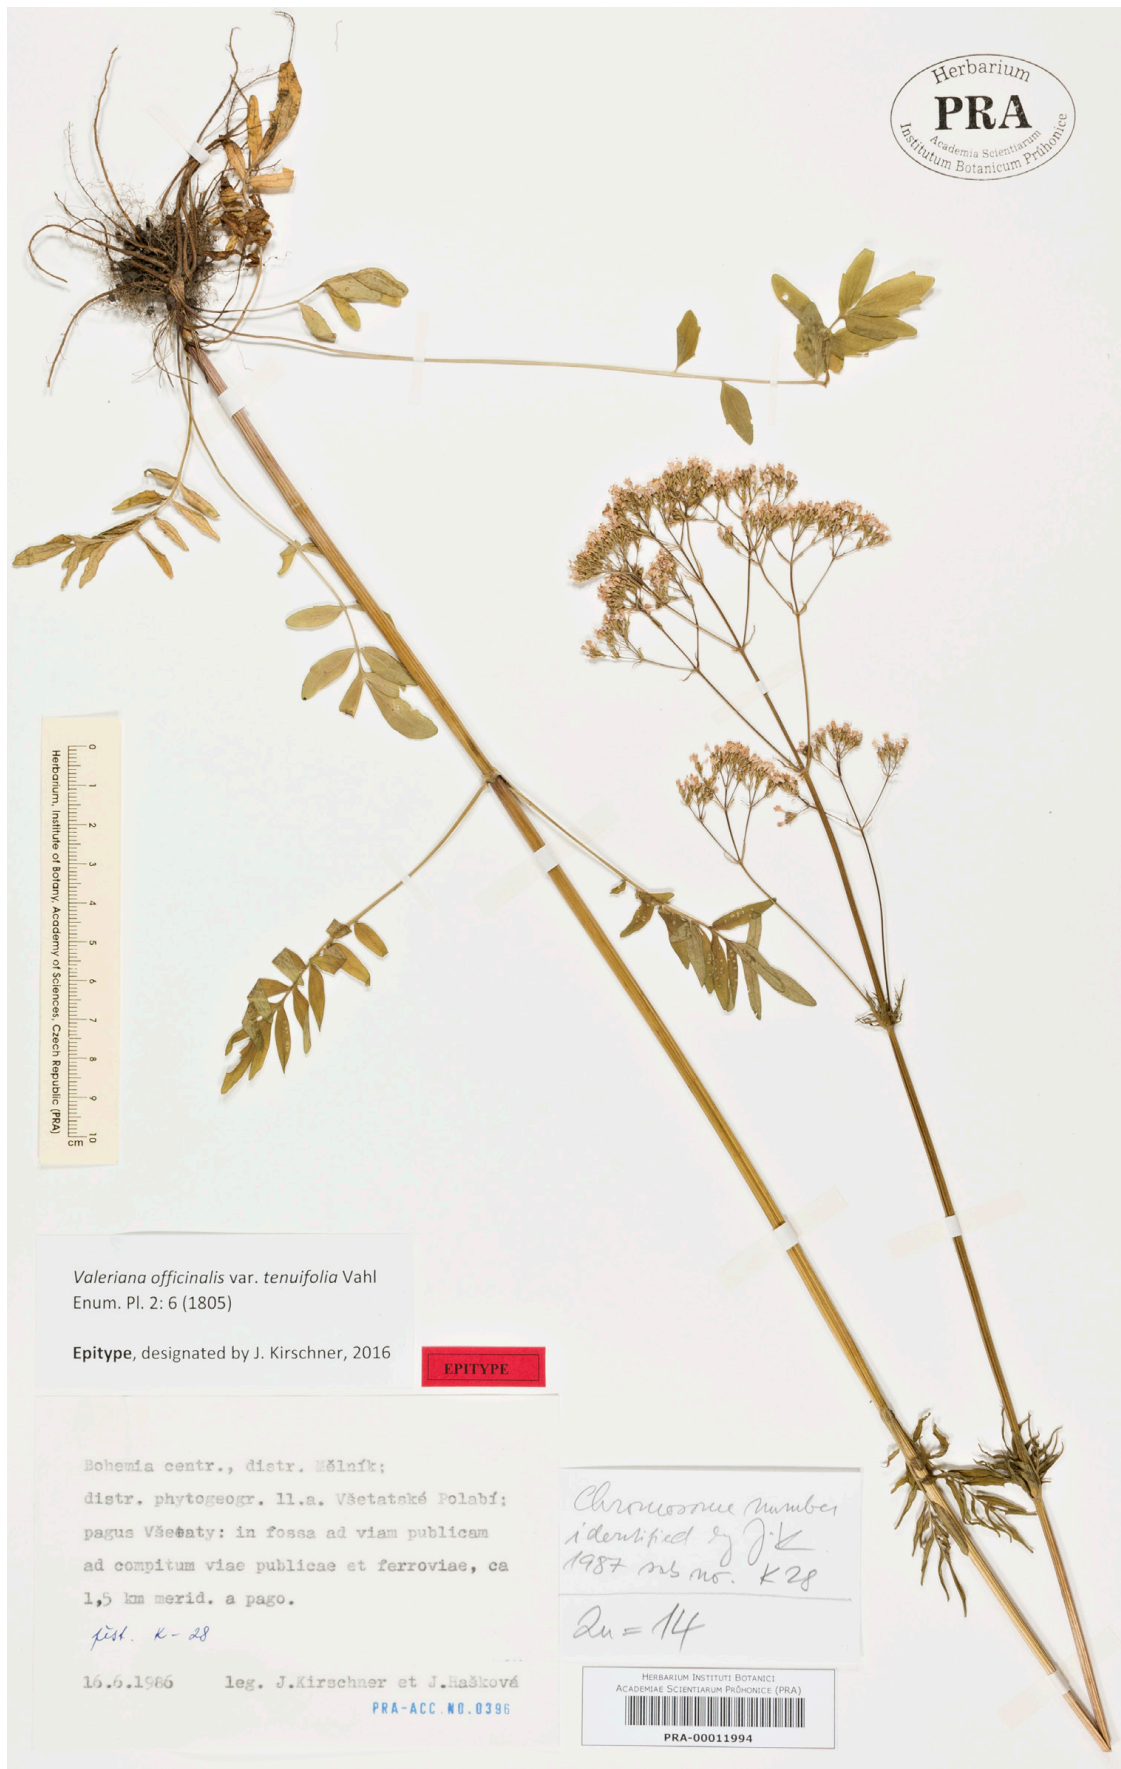 Herbarium
PRA
Academia Scientiarum
Institutum Botanicum Průhonice
0 1 2 3 4 5 6 7 8 9 10
cm
Herbarium, Institute of Botany, Academy of Sciences, Czech Republic (PRA)
Valeriana officinalis var. tenuifolia Vahl
Enum. Pl. 2: 6 (1805)
Epitype, designated by J. Kirschner, 2016
EPITYPE
Bohemia centr., distr. Mělník;
distr. phytogeogr. 11.a. Všetatské Polabí;
pagus Všetaty: in fossa ad viam publicam
ad compitum viae publicae et ferroviae, ca
1,5 km merid. a pago.
K-28
16.6.1986 leg. J.Kirschner et J.Hašková
PRA-ACC.NO.0396
Chromosome number
identified by J.K
1987 sub no. K28
2n = 14
HERBARIUM INSTITUTI BOTANICI
ACADEMIAE SCIENTIARUM PRŮHONICE (PRA)
PRA-00011994